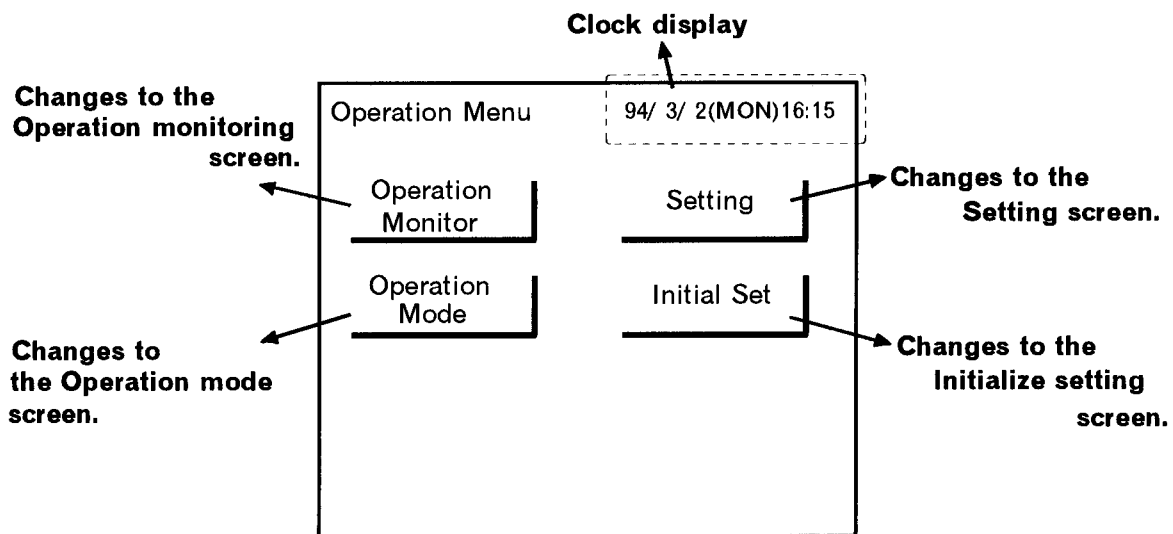 Clock display
Changes to the
Operation monitoring
screen.
Operation Menu
94/ 3/ 2(MON)16:15
Operation
Monitor
Setting
Changes to the
Setting screen.
Operation
Mode
Initial Set
Changes to
the Operation mode
screen.
Changes to the
Initialize setting
screen.